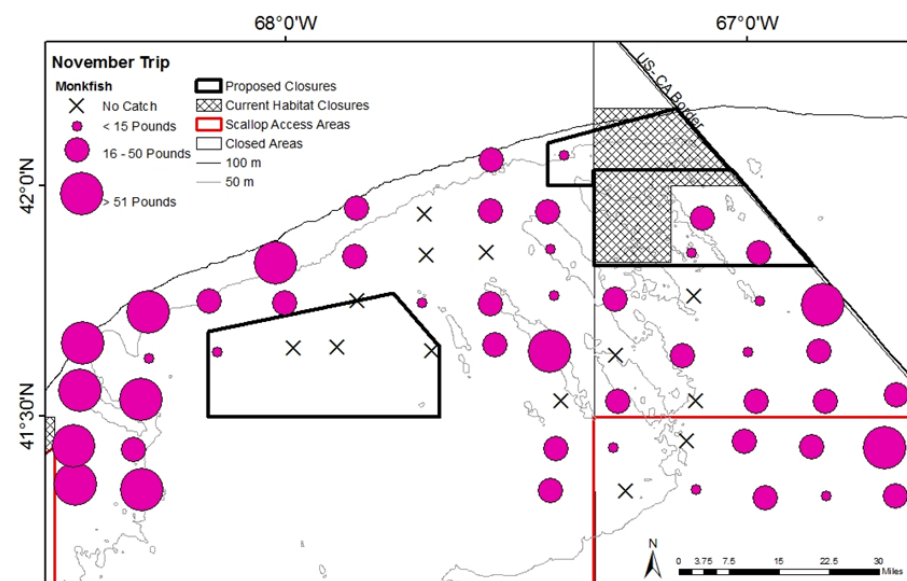 68°0'W
67°0'W
November Trip
Monkfish
No Catch
< 15 Pounds
16 - 50 Pounds
> 51 Pounds
Proposed Closures
Current Habitat Closures
Scallop Access Areas
Closed Areas
100 m
50 m
US- CA Border
42°0'N
41°30'N
N
0 3.75 7.5 15 22.5 30
Miles